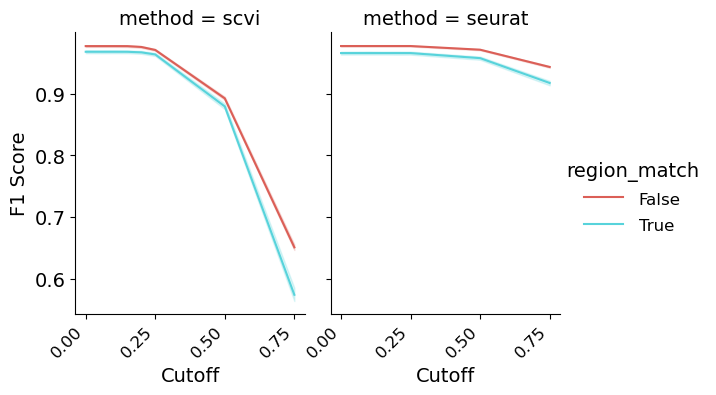 method = scvi
method = seurat
F1 Score
0.9
0.8
0.7
0.6
0.00
0.25
0.50
0.75
Cutoff
0.00
0.25
0.50
0.75
Cutoff
region_match
False
True